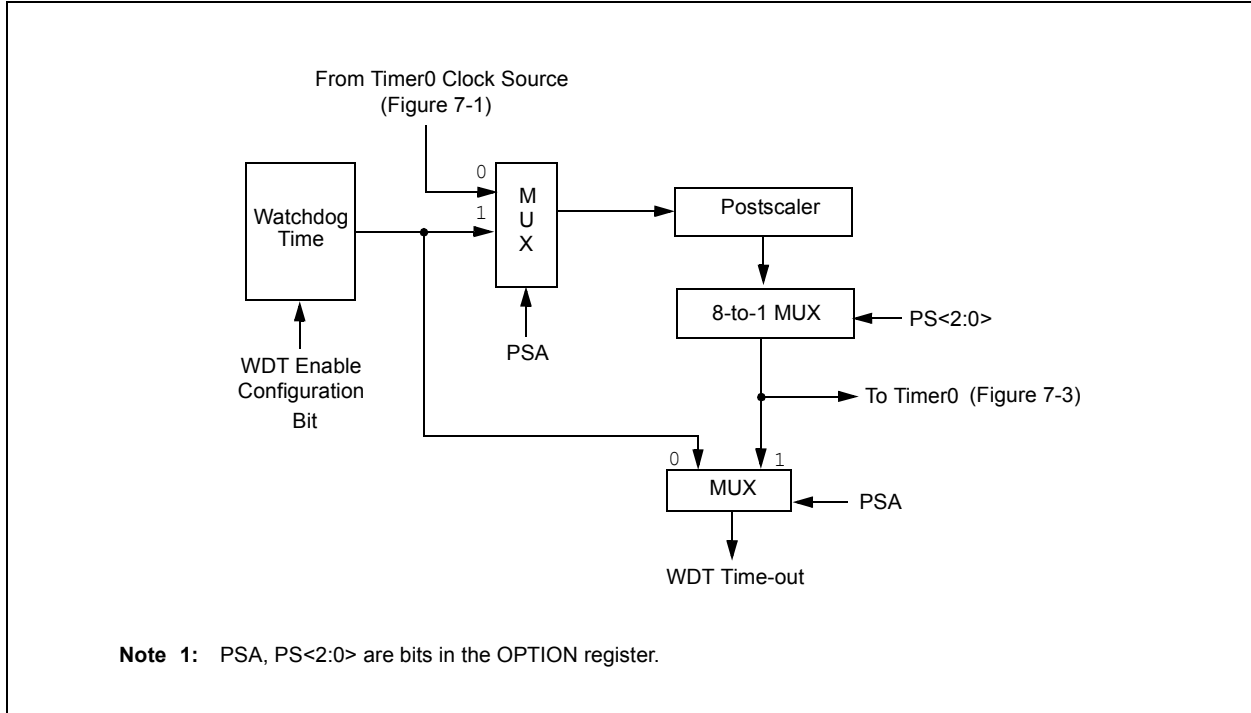 From Timer0 Clock Source
(Figure 7-1)
0
1
M
U
X
Postscaler
Watchdog
Time
8-to-1 MUX
PS<2:0>
PSA
WDT Enable
Configuration
Bit
To Timer0 (Figure 7-3)
0
1
MUX
PSA
WDT Time-out
Note 1: PSA, PS<2:0> are bits in the OPTION register.